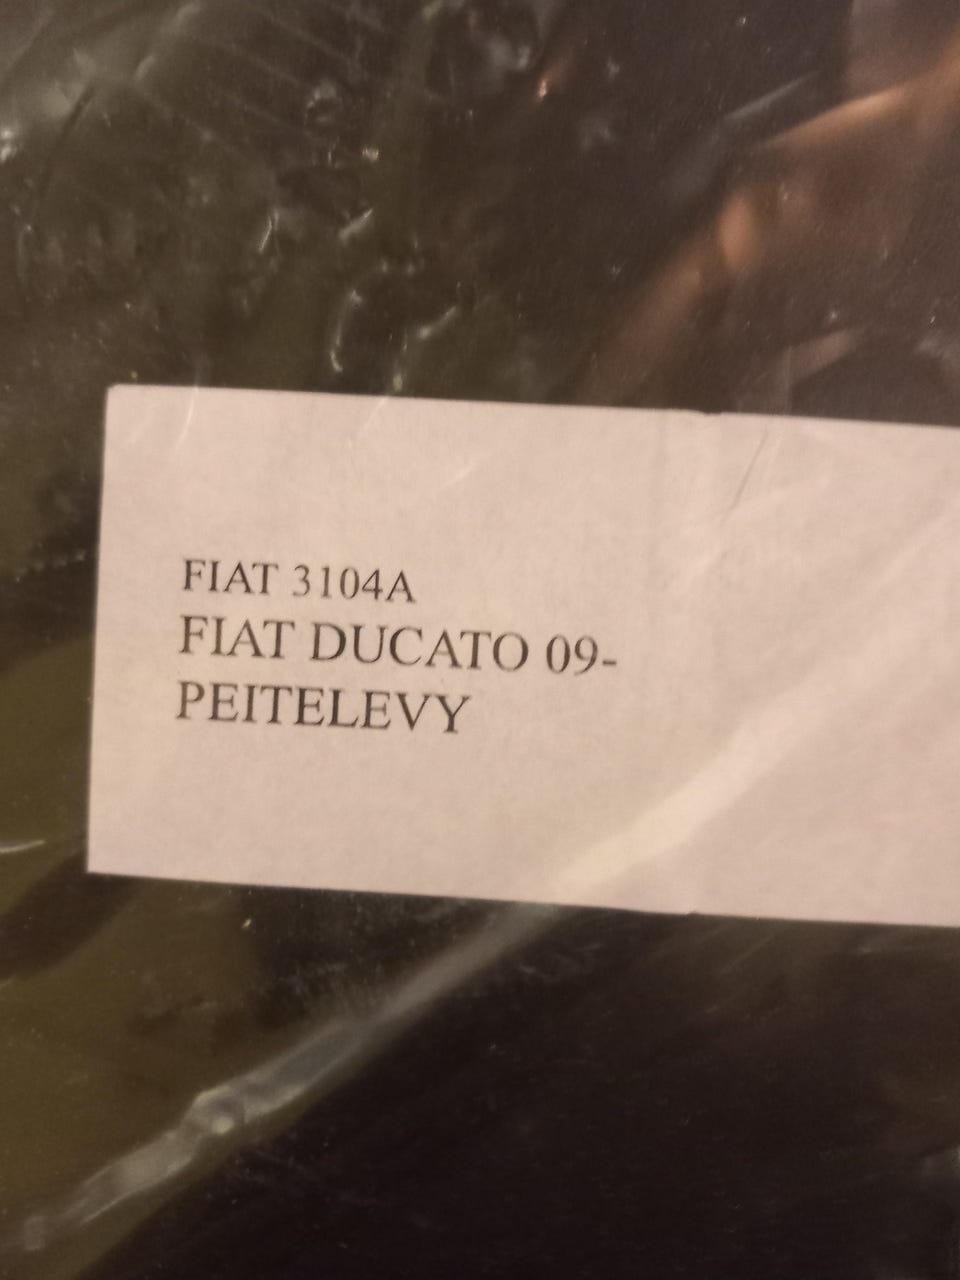 FIAT 3104A
FIAT DUCATO 09-
PEITELEVY